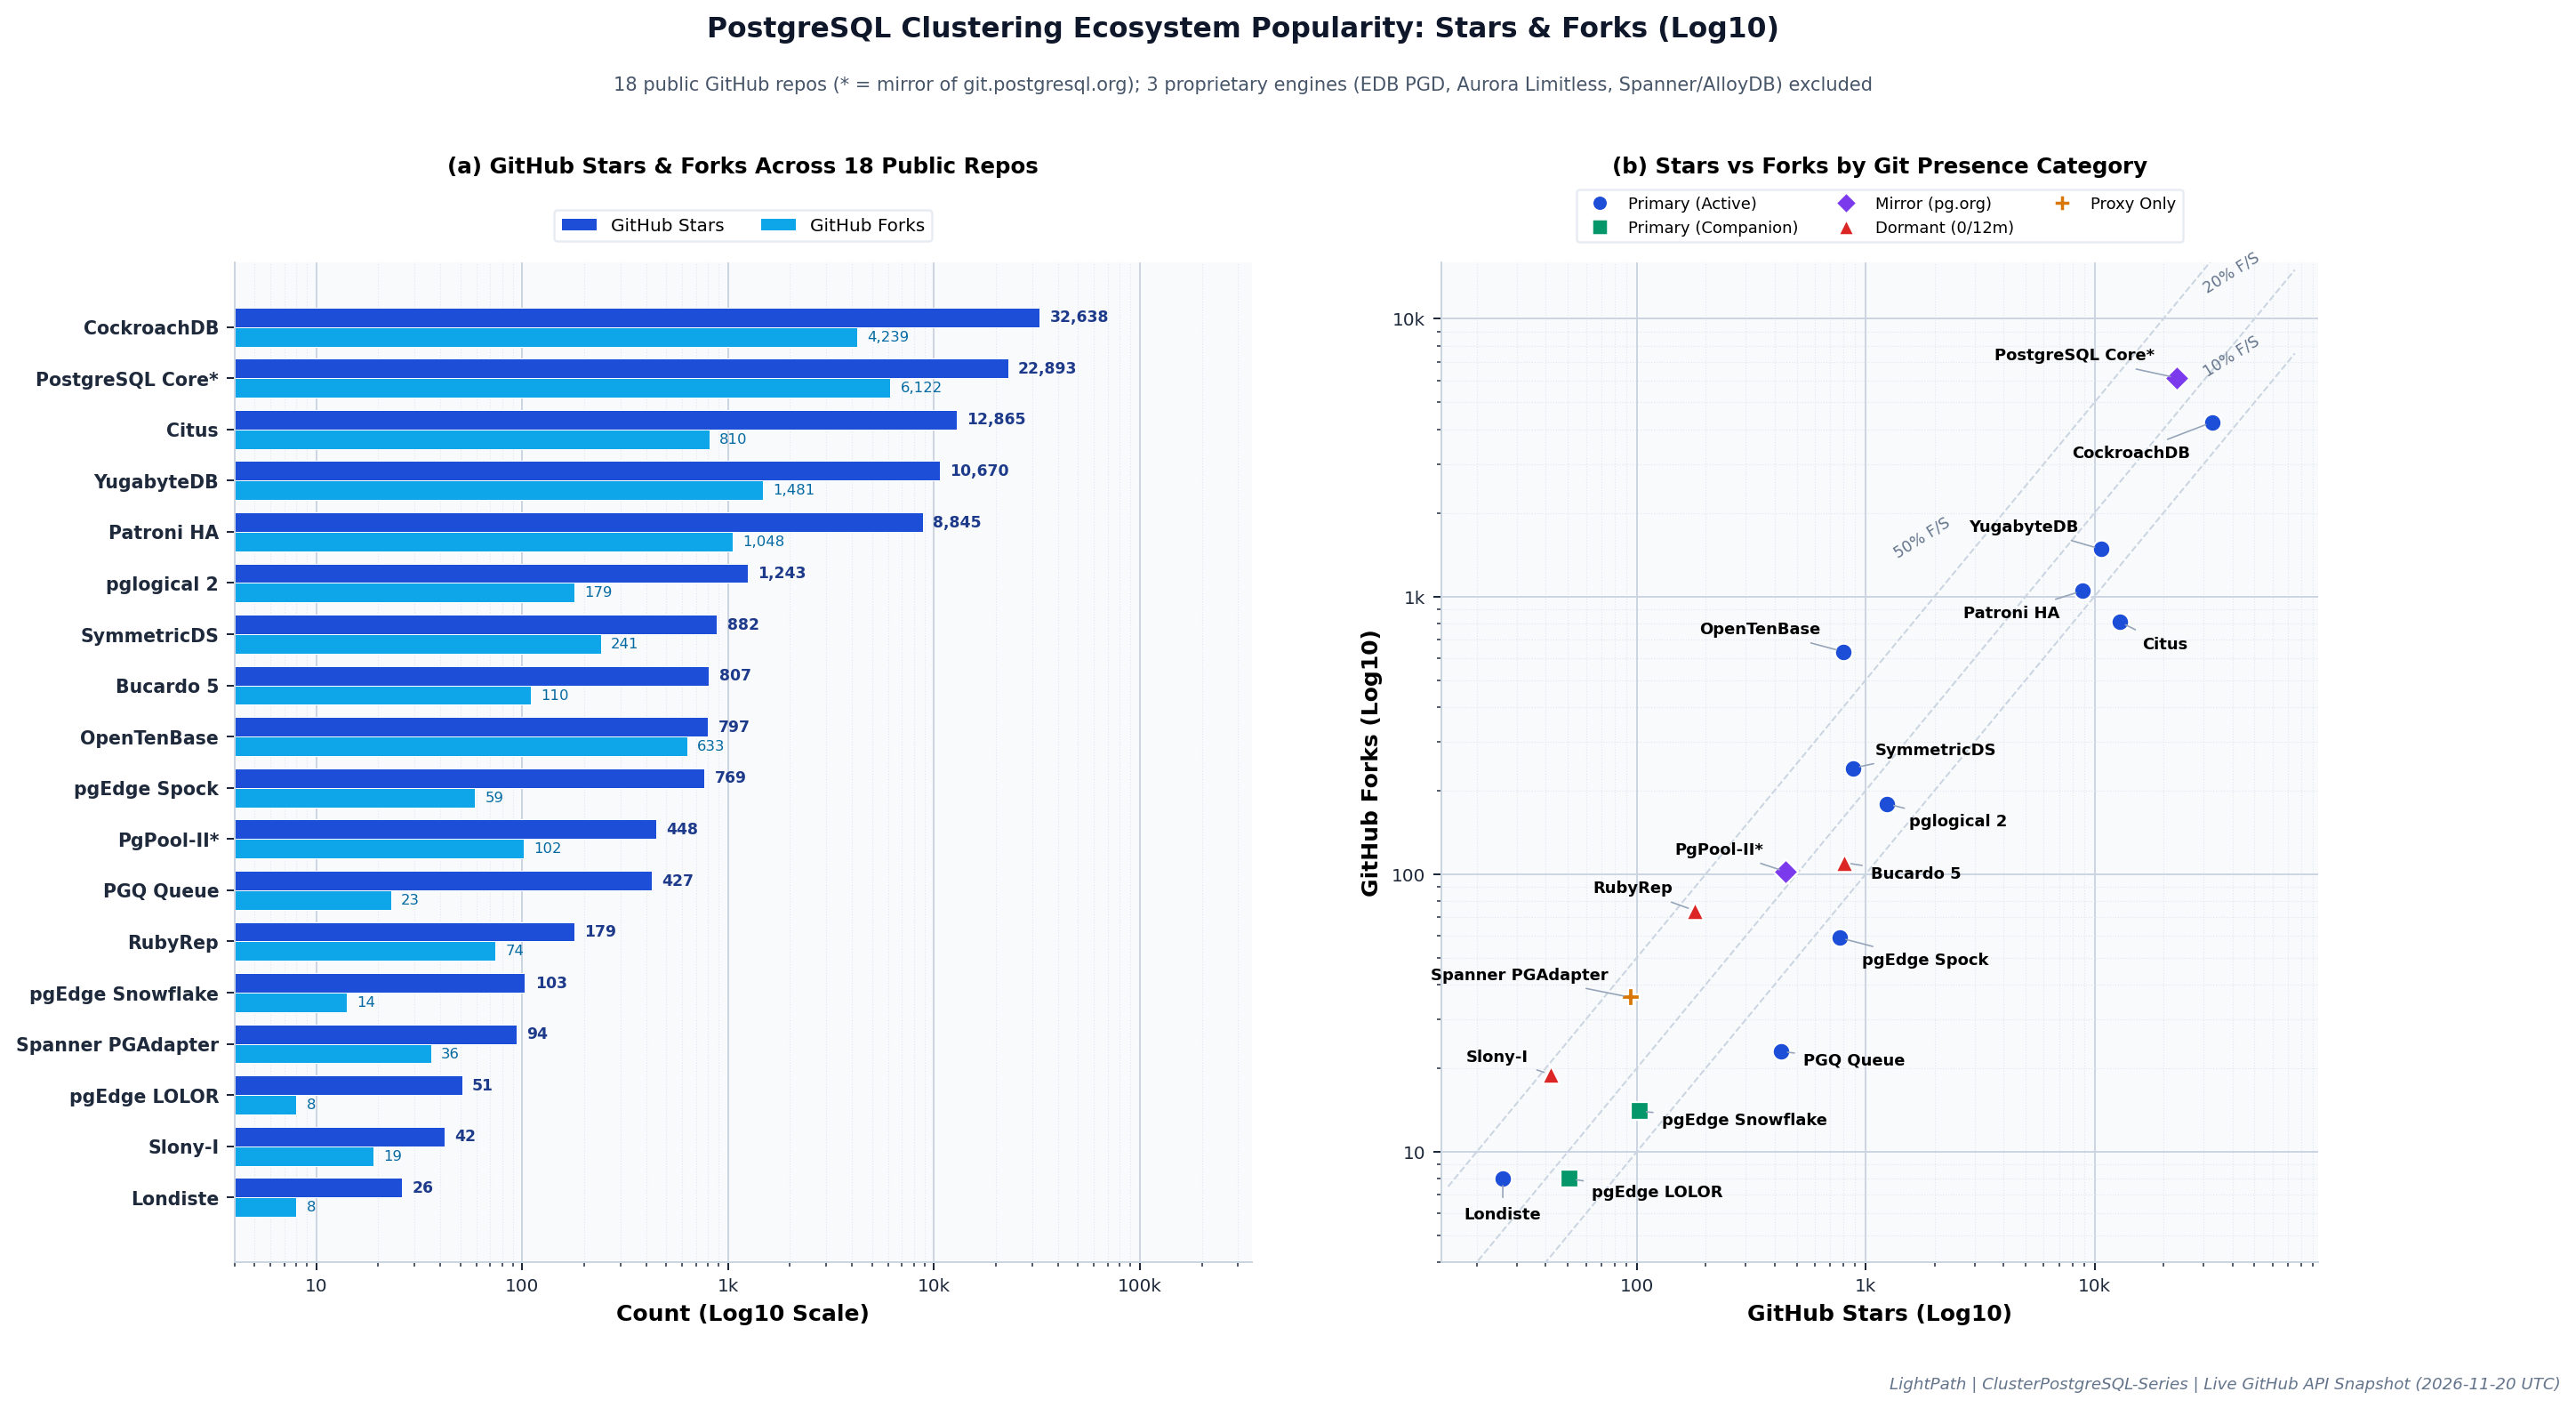 PostgreSQL Clustering Ecosystem Popularity: Stars & Forks (Log10)
18 public GitHub repos (* = mirror of git.postgresql.org); 3 proprietary engines (EDB PGD, Aurora Limitless, Spanner/AlloyDB) excluded
(a) GitHub Stars & Forks Across 18 Public Repos
GitHub Stars GitHub Forks
CockroachDB 32,638
4,239
PostgreSQL Core* 22,893
6,122
Citus 12,865
810
YugabyteDB 10,670
1,481
Patroni HA 8,845
1,048
pglogical 2 1,243
179
SymmetricDS 882
241
Bucardo 5 807
110
OpenTenBase 797
633
pgEdge Spock 769
59
PgPool-II* 448
102
PGQ Queue 427
23
RubyRep 179
74
pgEdge Snowflake 103
14
Spanner PGAdapter 94
36
pgEdge LOLOR 51
8
Slony-I 42
19
Londiste 26
8
10 100 1k 10k 100k
Count (Log10 Scale)
(b) Stars vs Forks by Git Presence Category
Primary (Active) Mirror (pg.org) Proxy Only
Primary (Companion) Dormant (0/12m)
20% F/S
10k
PostgreSQL Core*
10% F/S
CockroachDB
50% F/S
YugabyteDB
1k
Patroni HA
OpenTenBase
Citus
GitHub Forks (Log10)
SymmetricDS
pglogical 2
PgPool-II*
100
Bucardo 5
RubyRep
pgEdge Spock
Spanner PGAdapter
Slony-I
PGQ Queue
pgEdge Snowflake
10
pgEdge LOLOR
Londiste
100 1k 10k
GitHub Stars (Log10)
LightPath | ClusterPostgreSQL-Series | Live GitHub API Snapshot (2026-11-20 UTC)